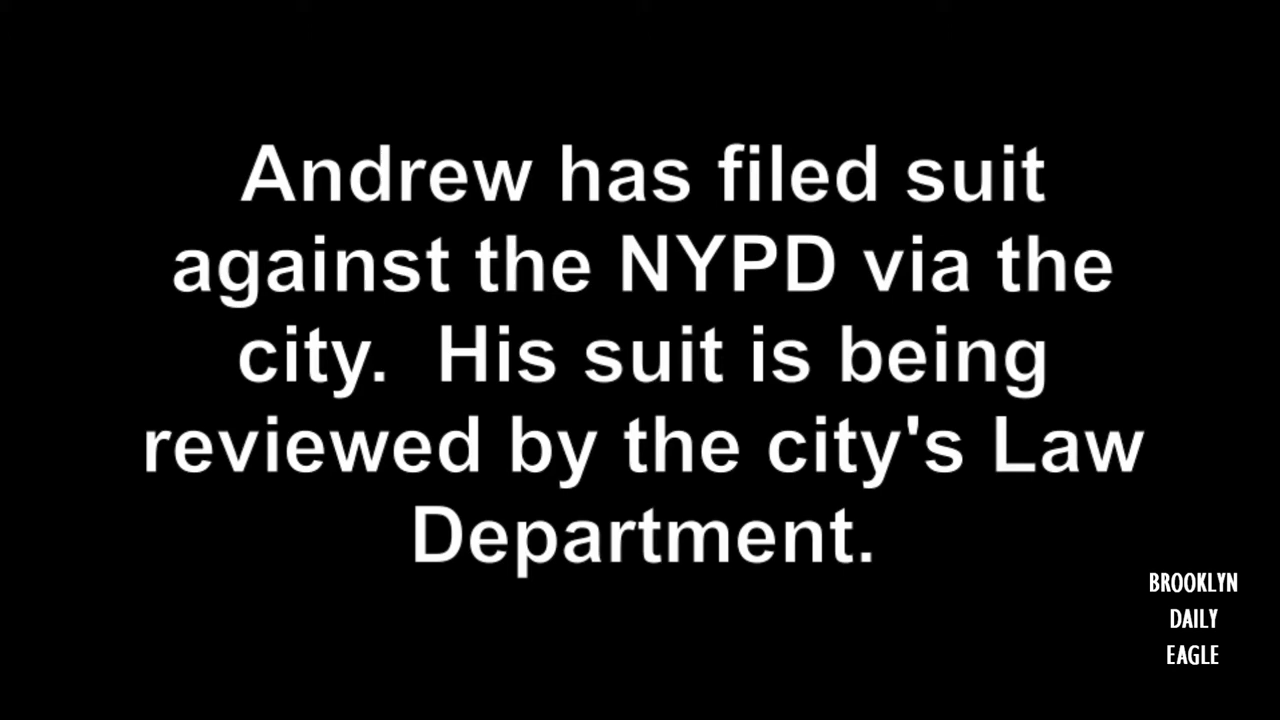 Andrew has filed suit
against the NYPD via the
city.  His suit is being
reviewed by the city's Law
Department.
BROOKLYN
DAILY
EAGLE